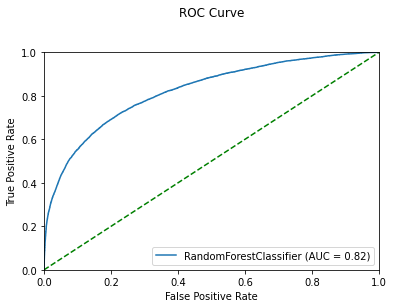 ROC Curve
1.0
0.8
0.6
0.4
0.2
0.0
True Positive Rate
RandomForestClassifier (AUC = 0.82)
0.0 0.2 0.4 0.6 0.8 1.0
False Positive Rate